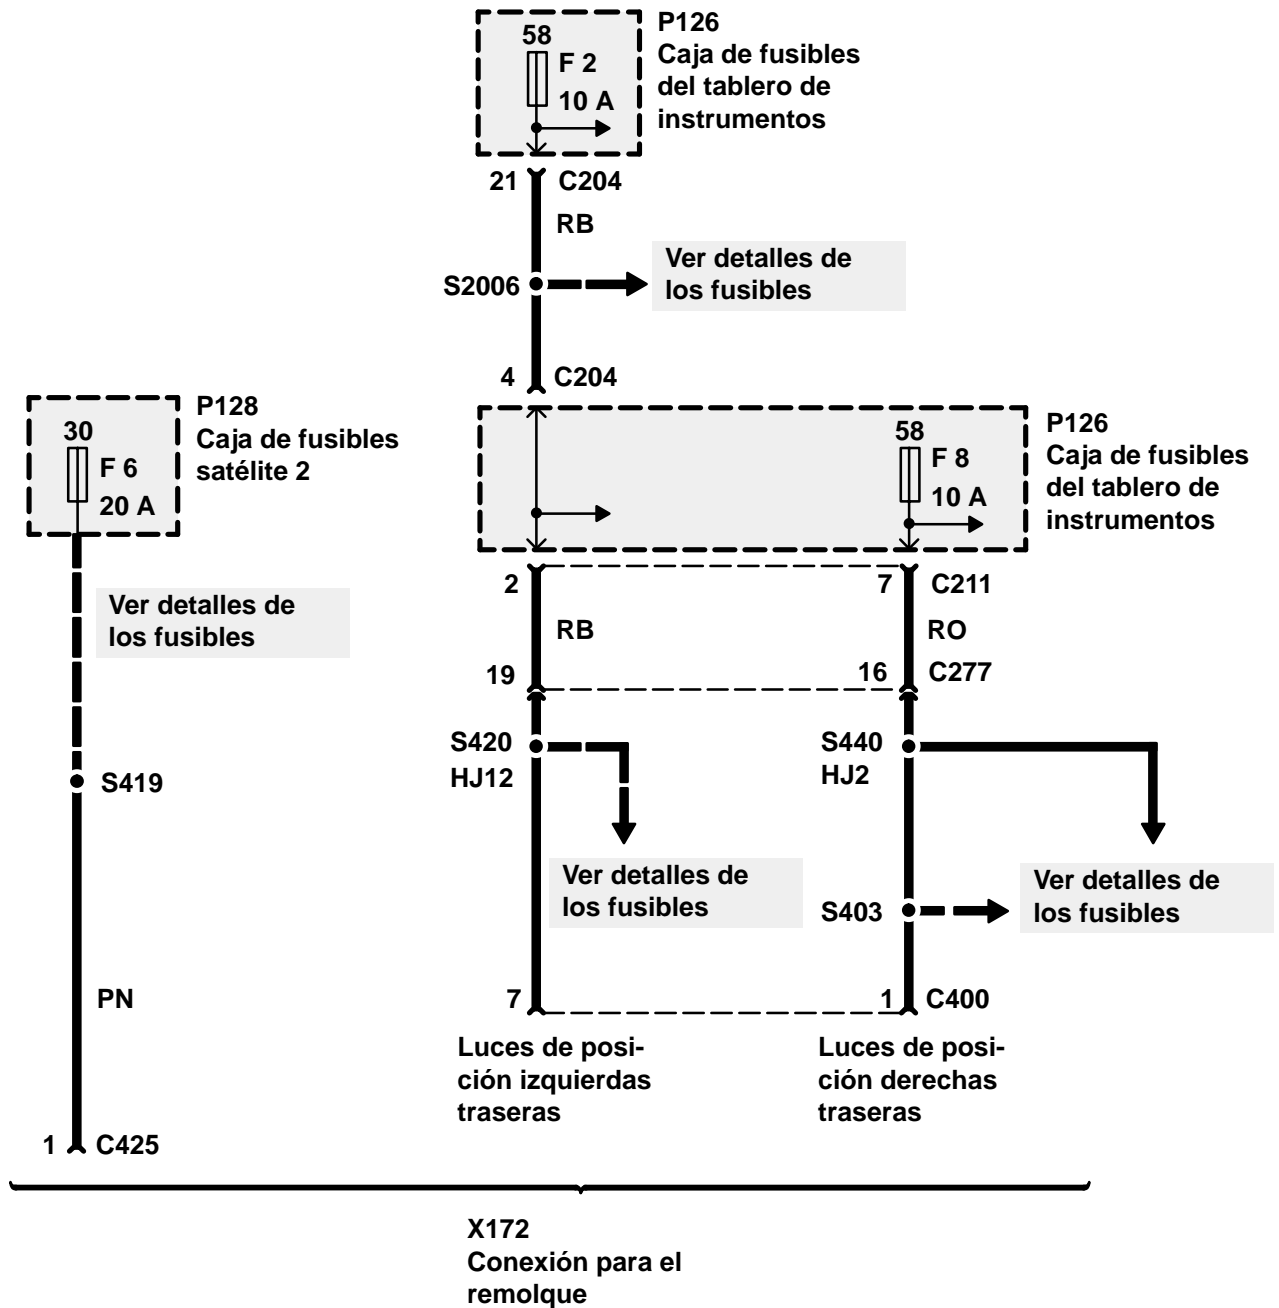 P126
Caja de fusibles
del tablero de
instrumentos
58
F 2
10 A
21 C204
RB
S2006
Ver detalles de
los fusibles
4 C204
P128
Caja de fusibles
satélite 2
30
F 6
20 A
P126
Caja de fusibles
del tablero de
instrumentos
58
F 8
10 A
2 7 C211
Ver detalles de
los fusibles
RB RO
19 16 C277
S420
HJ12
S440
HJ2
S419
Ver detalles de
los fusibles
S403
Ver detalles de
los fusibles
PN
7 1 C400
Luces de posi-
ción izquierdas
traseras
Luces de posi-
ción derechas
traseras
1 C425
X172
Conexión para el
remolque